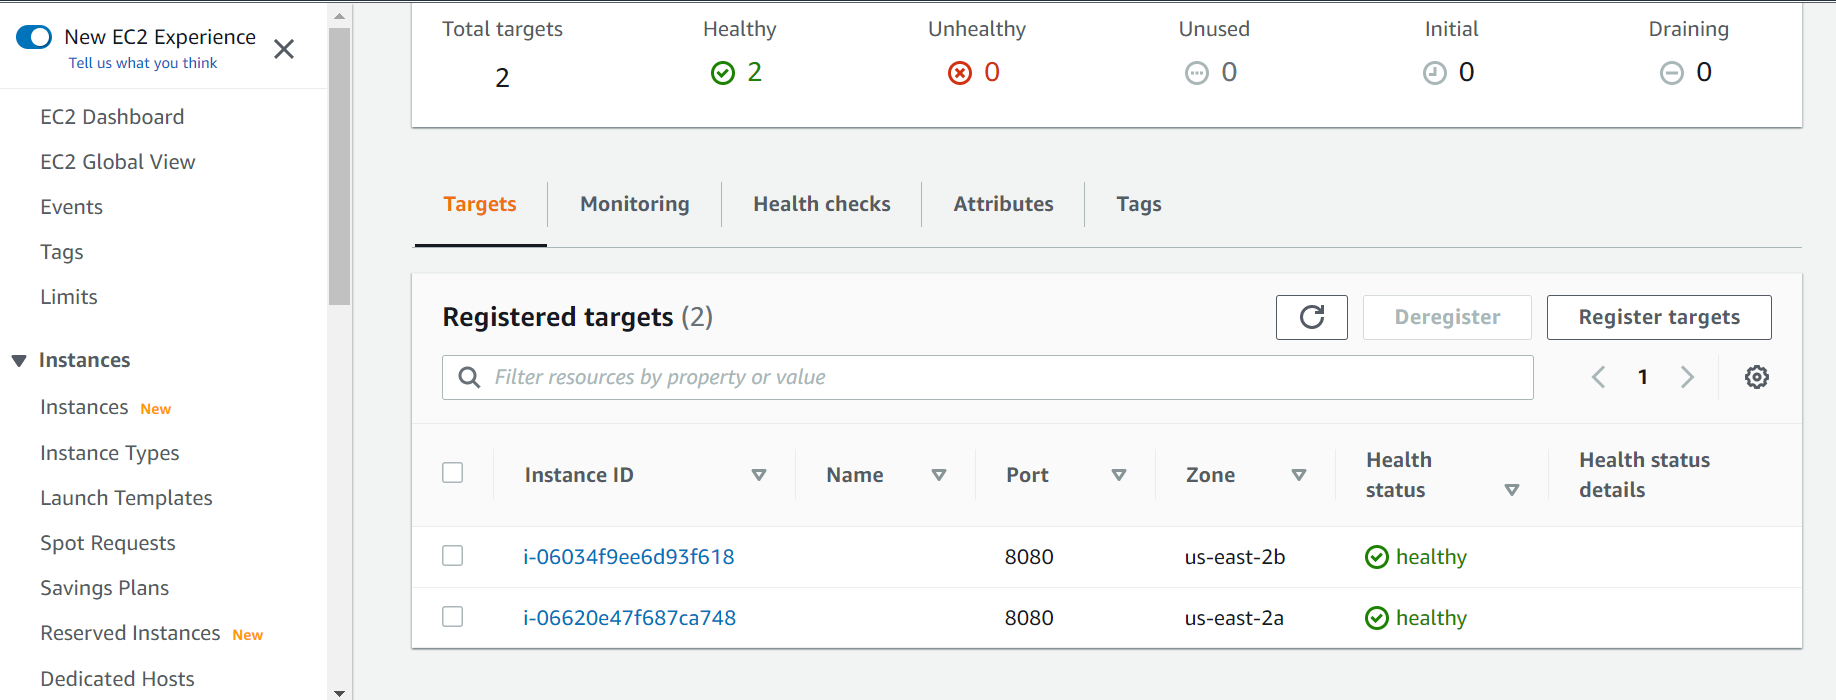 New EC2 Experience
Tell us what you think
EC2 Dashboard
EC2 Global View
Events
Tags
Limits
Instances
Instances New
Instance Types
Launch Templates
Spot Requests
Savings Plans
Reserved Instances New
Dedicated Hosts
Total targets Healthy Unhealthy Unused Initial Draining
2 2 0 0 0 0
Targets Monitoring Health checks Attributes Tags
Registered targets (2) Deregister Register targets
Filter resources by property or value 1
Instance ID Name Port Zone Health status Health status details
i-06034f9ee6d93f618 8080 us-east-2b healthy
i-06620e47f687ca748 8080 us-east-2a healthy